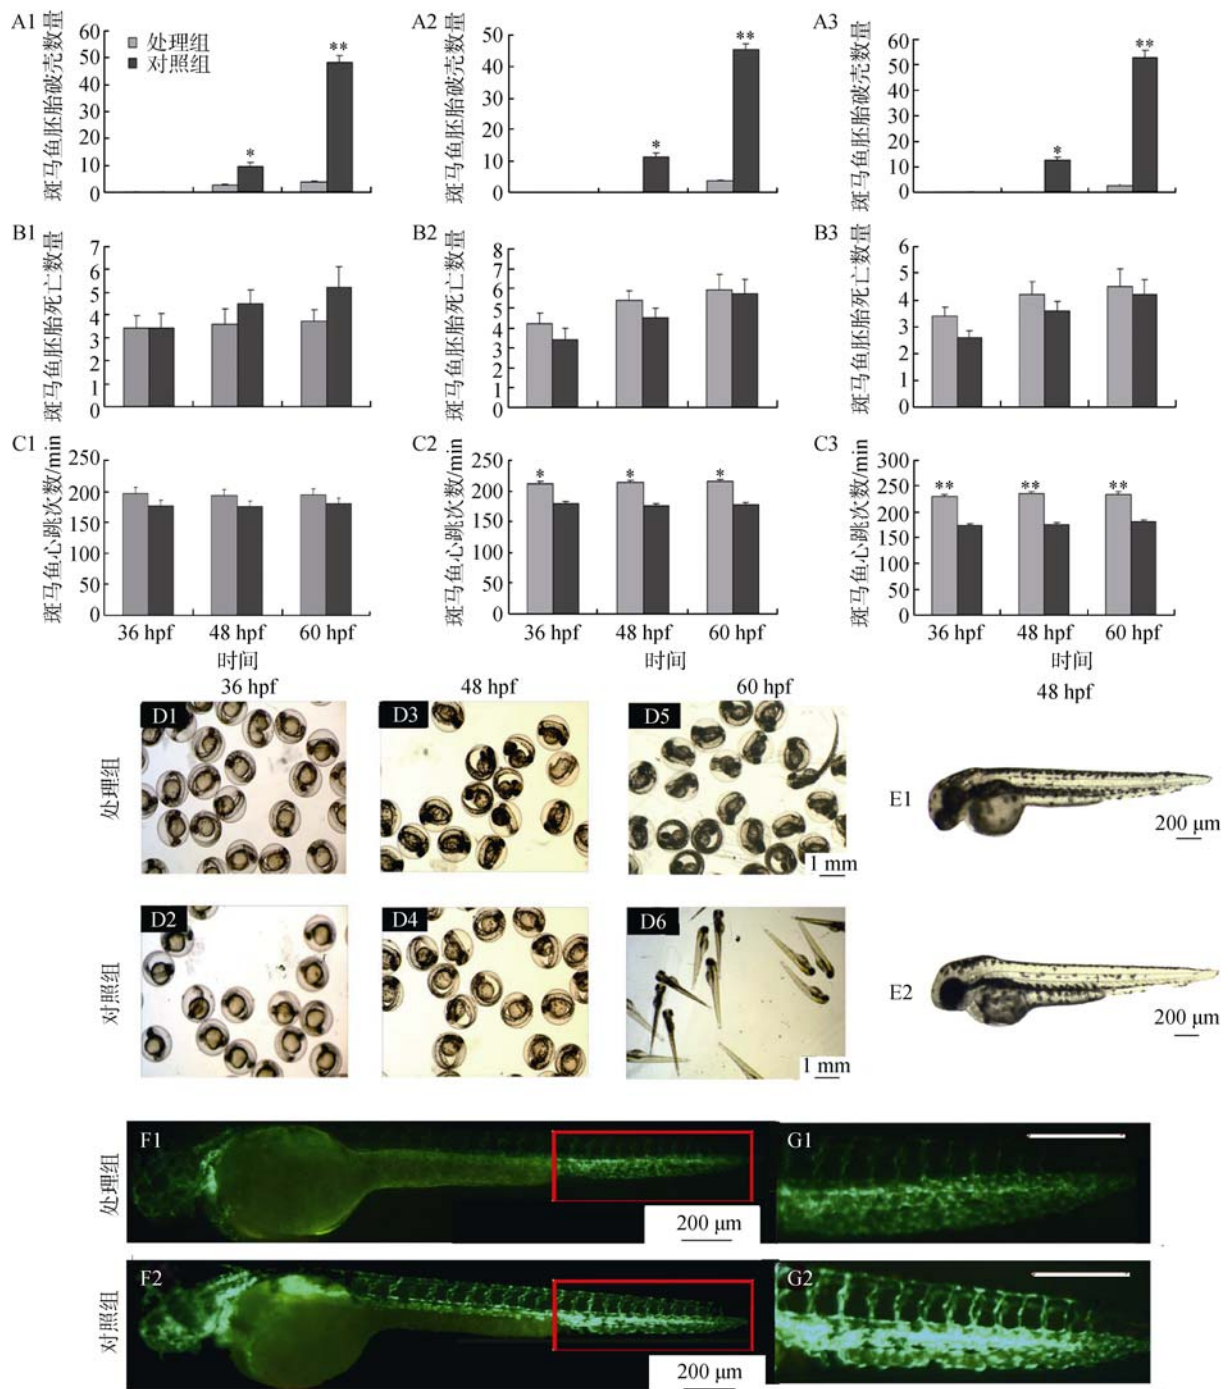 A1
斑马鱼胚胎破壳数量
60
50
40
30
20
10
0
处理组
对照组
*
**
A2
斑马鱼胚胎破壳数量
50
40
30
20
10
0
*
**
A3
斑马鱼胚胎破壳数量
60
50
40
30
20
10
0
*
**
B1
斑马鱼胚胎死亡数量
7
6
5
4
3
2
1
0
B2
斑马鱼胚胎死亡数量
8
7
6
5
4
3
2
1
0
B3
斑马鱼胚胎死亡数量
6
5
4
3
2
1
0
C1
斑马鱼心跳次数/min
250
200
150
100
50
0
36 hpf
48 hpf
60 hpf
时间
C2
斑马鱼心跳次数/min
250
200
150
100
50
0
*
*
*
36 hpf
48 hpf
60 hpf
时间
C3
斑马鱼心跳次数/min
300
250
200
150
100
50
0
**
**
**
36 hpf
48 hpf
60 hpf
时间
36 hpf
48 hpf
60 hpf
48 hpf
处理组
D1
D3
D5
1 mm
E1
200 μm
对照组
D2
D4
D6
1 mm
E2
200 μm
处理组
F1
200 μm
G1
对照组
F2
200 μm
G2